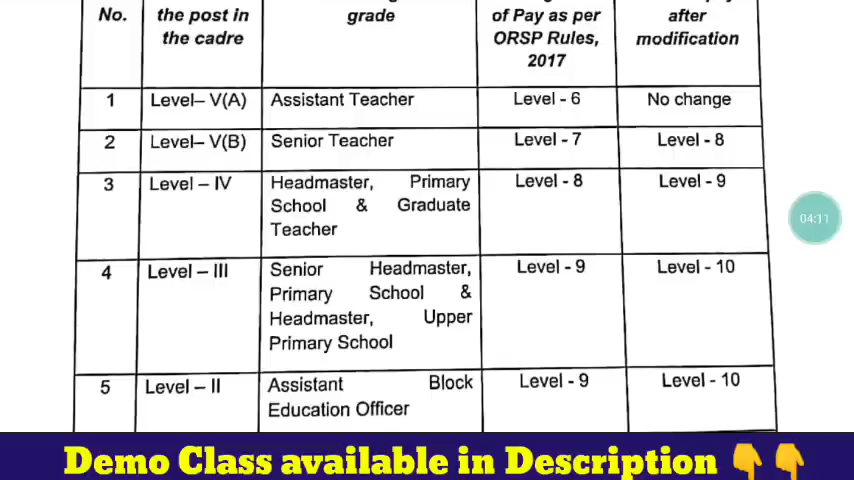 No.
the post in
the cadre
grade
of Pay as per
ORSP Rules,
2017
after
modification
1 Level– V(A) Assistant Teacher Level - 6 No change
2 Level– V(B) Senior Teacher Level - 7 Level - 8
3 Level – IV Headmaster, Primary Level - 8 Level - 9
School & Graduate
Teacher
04:11
4 Level – III Senior Headmaster, Level - 9 Level - 10
Primary School &
Headmaster, Upper
Primary School
5 Level – II Assistant Block Level - 9 Level - 10
Education Officer
Demo Class available in Description 👇👇